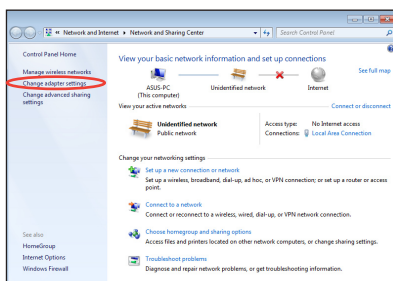 « Network and Internet ▸ Network and Sharing Center
Search Control Panel
Control Panel Home
Manage wireless networks
Change adapter settings
Change advanced sharing
settings
See also
HomeGroup
Internet Options
Windows Firewall
View your basic network information and set up connections
See full map
ASUS-PC
(This computer)
Unidentified network
Internet
View your active networks
Connect or disconnect
Unidentified network
Public network
Access type: No Internet access
Connections: Local Area Connection
Change your networking settings
Set up a new connection or network
Set up a wireless, broadband, dial-up, ad hoc, or VPN connection; or set up a router or access
point.
Connect to a network
Connect or reconnect to a wireless, wired, dial-up, or VPN network connection.
Choose homegroup and sharing options
Access files and printers located on other network computers, or change sharing settings.
Troubleshoot problems
Diagnose and repair network problems, or get troubleshooting information.